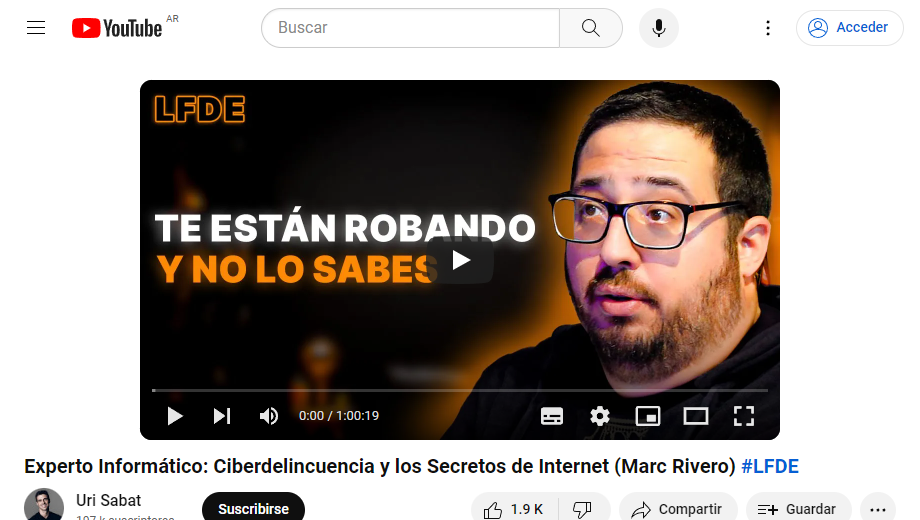 YouTube AR
Buscar
Acceder
LFDE
TE ESTÁN ROBANDO
Y NO LO SABES
0:00 / 1:00:19
Experto Informático: Ciberdelincuencia y los Secretos de Internet (Marc Rivero) #LFDE
Uri Sabat
Suscribirse
1.9 K
Compartir
Guardar